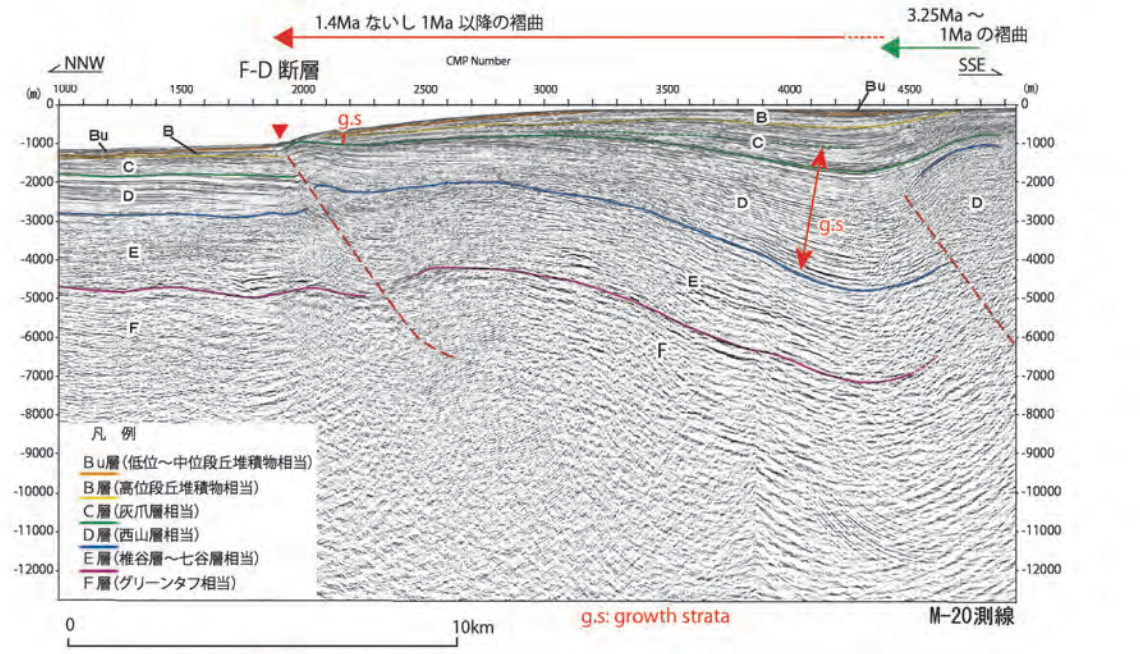 1.4Ma ないし 1Ma 以降の褶曲
3.25Ma ～
1Ma の褶曲
NNW
F-D 断層
CMP Number
SSE
(m)
1000
1500
2000
2500
3000
3500
4000
Bu
4500
(m)
0
-1000
-2000
-3000
-4000
-5000
-6000
-7000
-8000
-9000
-10000
-11000
-12000
0
-1000
-2000
-3000
-4000
-5000
-6000
-7000
-8000
-9000
-10000
-11000
-12000
Bu
B
g.s
B
C
C
D
D
D
g.s
E
E
F
F
凡 例
Bu層(低位～中位段丘堆積物相当)
B層(高位段丘堆積物相当)
C層(灰爪層相当)
D層(西山層相当)
E層(椎谷層～七谷層相当)
F層(グリーンタフ相当)
g.s: growth strata
M-20測線
0
10km